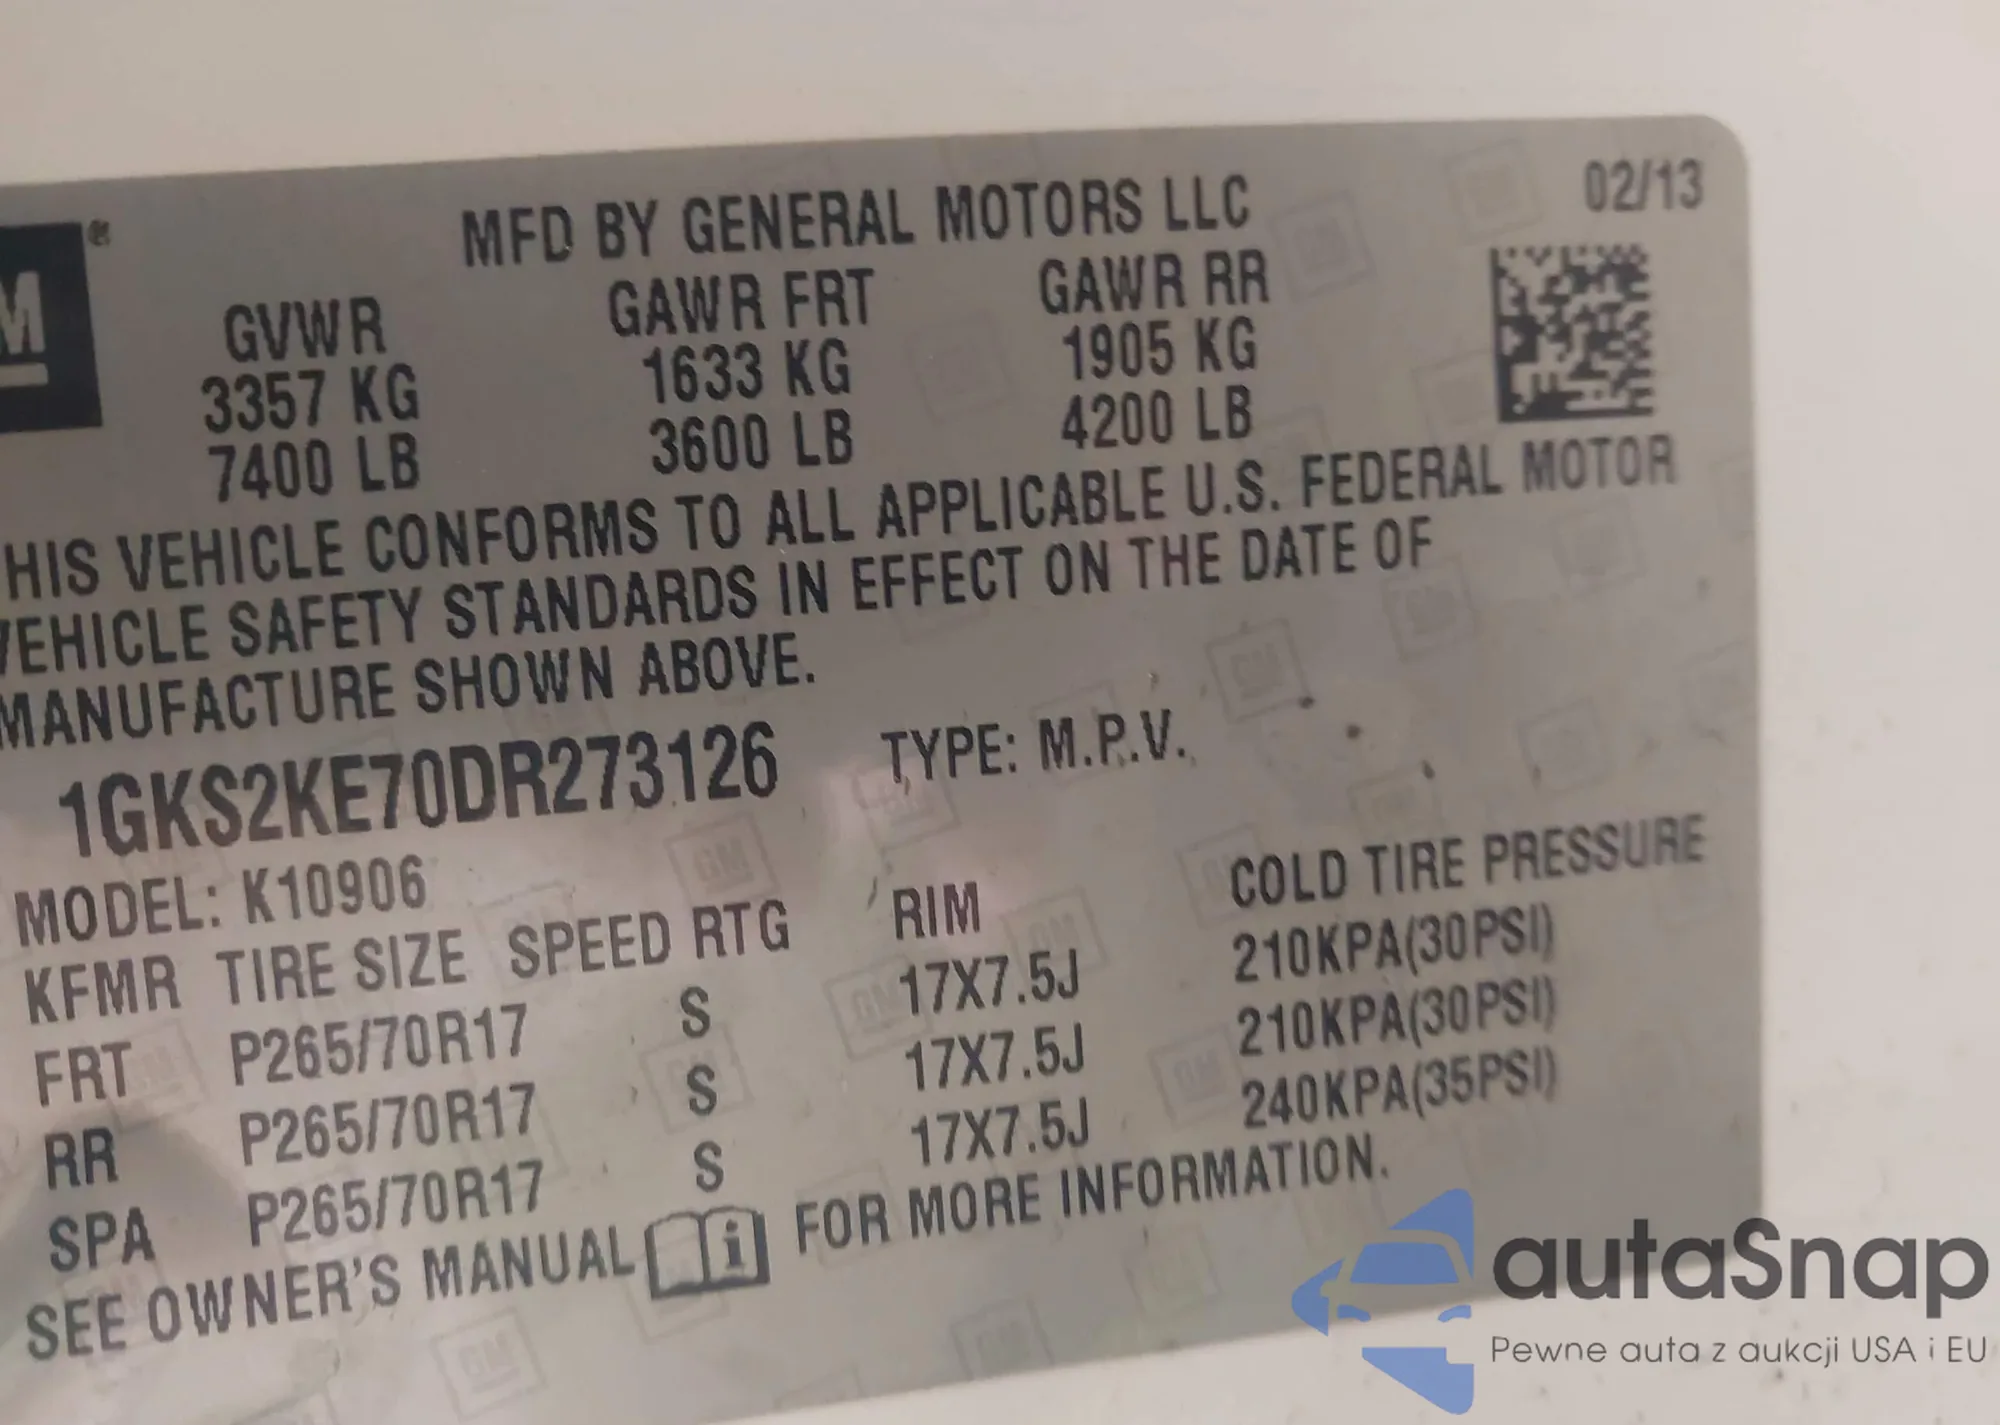 02/13
MFD BY GENERAL MOTORS LLC
GVWR GAWR FRT GAWR RR
3357 KG 1633 KG 1905 KG
7400 LB 3600 LB 4200 LB
HIS VEHICLE CONFORMS TO ALL APPLICABLE U.S. FEDERAL MOTOR
VEHICLE SAFETY STANDARDS IN EFFECT ON THE DATE OF
MANUFACTURE SHOWN ABOVE.
1GKS2KE70DR273126 TYPE: M.P.V.
MODEL: K10906
KFMR TIRE SIZE SPEED RTG RIM COLD TIRE PRESSURE
FRT P265/70R17 S 17X7.5J 210KPA(30PSI)
RR P265/70R17 S 17X7.5J 210KPA(30PSI)
SPA P265/70R17 S 17X7.5J 240KPA(35PSI)
SEE OWNER'S MANUAL i FOR MORE INFORMATION.
autaSnap
Pewne auta z aukcji USA i EU